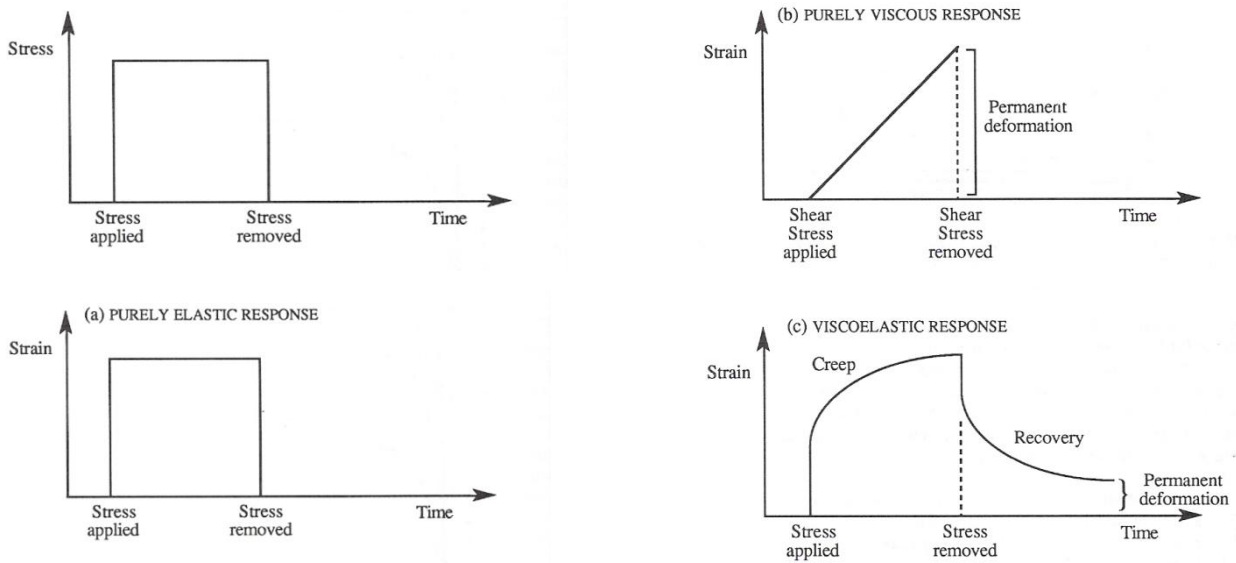 Stress
Stress
applied
Stress
removed
Time
(a) PURELY ELASTIC RESPONSE
Strain
Stress
applied
Stress
removed
Time
(b) PURELY VISCOUS RESPONSE
Strain
Permanent
deformation
Shear
Stress
applied
Shear
Stress
removed
Time
(c) VISCOELASTIC RESPONSE
Strain
Creep
Recovery
Permanent
deformation
Stress
applied
Stress
removed
Time